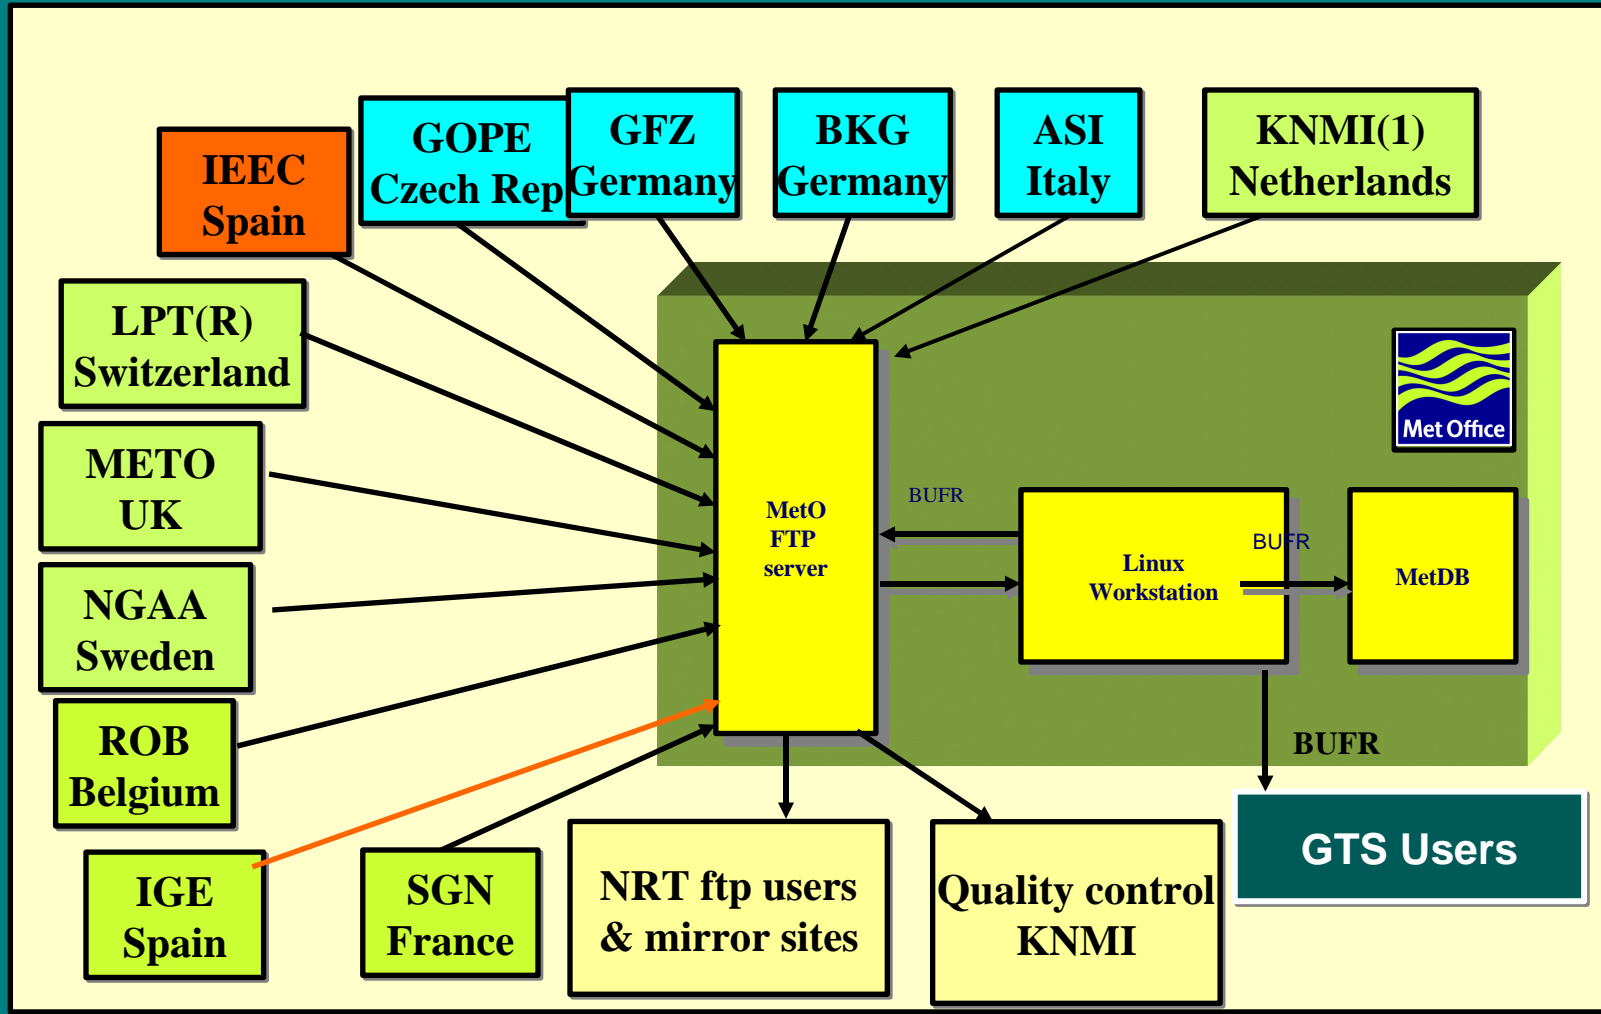 IEEC
Spain
GOPE
Czech Rep
GFZ
Germany
BKG
Germany
ASI
Italy
KNMI(1)
Netherlands
LPT(R)
Switzerland
METO
UK
NGAA
Sweden
ROB
Belgium
IGE
Spain
SGN
France
MetO
FTP
server
BUFR
Linux
Workstation
BUFR
MetDB
Met Office
BUFR
NRT ftp users
& mirror sites
Quality control
KNMI
GTS Users